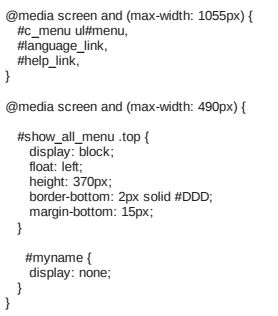 @media screen and (max-width: 1055px) {
#c_menu ul#menu,
#language_link,
#help_link,
}
@media screen and (max-width: 490px) {
#show_all_menu .top {
display: block;
float: left;
height: 370px;
border-bottom: 2px solid #DDD;
margin-bottom: 15px;
}
#myname {
display: none;
}
}